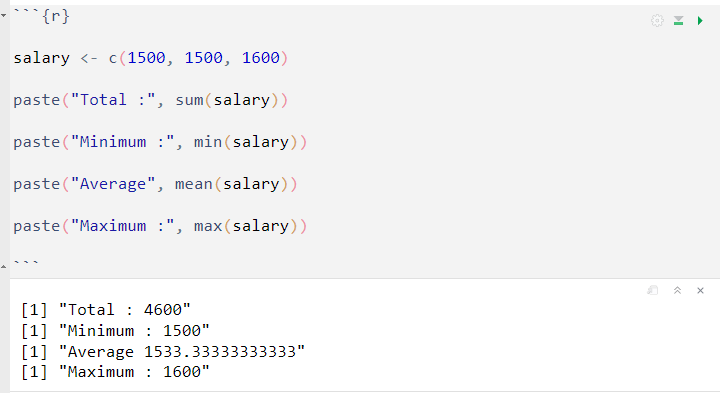 ```{r}
salary <- c(1500, 1500, 1600)
paste("Total :", sum(salary))
paste("Minimum :", min(salary))
paste("Average", mean(salary))
paste("Maximum :", max(salary))
```
[1] "Total : 4600"
[1] "Minimum : 1500"
[1] "Average 1533.33333333333"
[1] "Maximum : 1600"